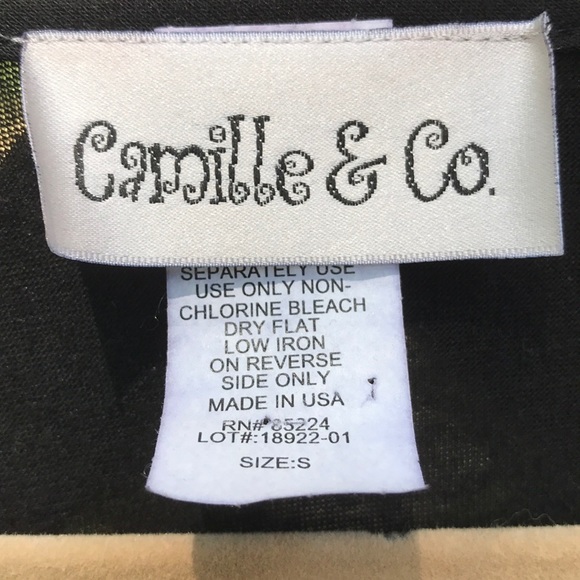 Camille & Co.
SEPARATELY USE
USE ONLY NON-
CHLORINE BLEACH
DRY FLAT
LOW IRON
ON REVERSE
SIDE ONLY
MADE IN USA
RN# 85224
LOT#:18922-01
SIZE:S